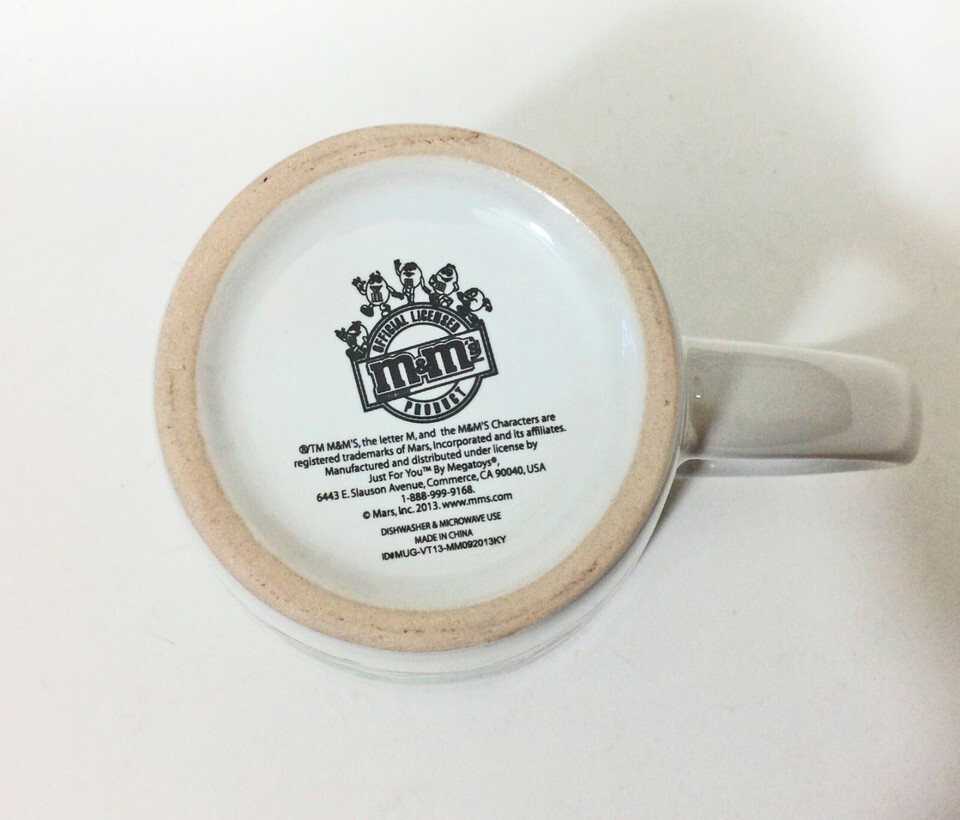 OFFICIAL LICENSED
m&m's
PRODUCT
®/TM M&M'S, the letter M, and the M&M'S Characters are
registered trademarks of Mars, Incorporated and its affiliates.
Manufactured and distributed under license by
Just For You™ By Megatoys®,
6443 E. Slauson Avenue, Commerce, CA 90040, USA
1-888-999-9168.
© Mars, Inc. 2013. www.mms.com
DISHWASHER & MICROWAVE USE
MADE IN CHINA
ID#MUG-VT13-MM092013KY